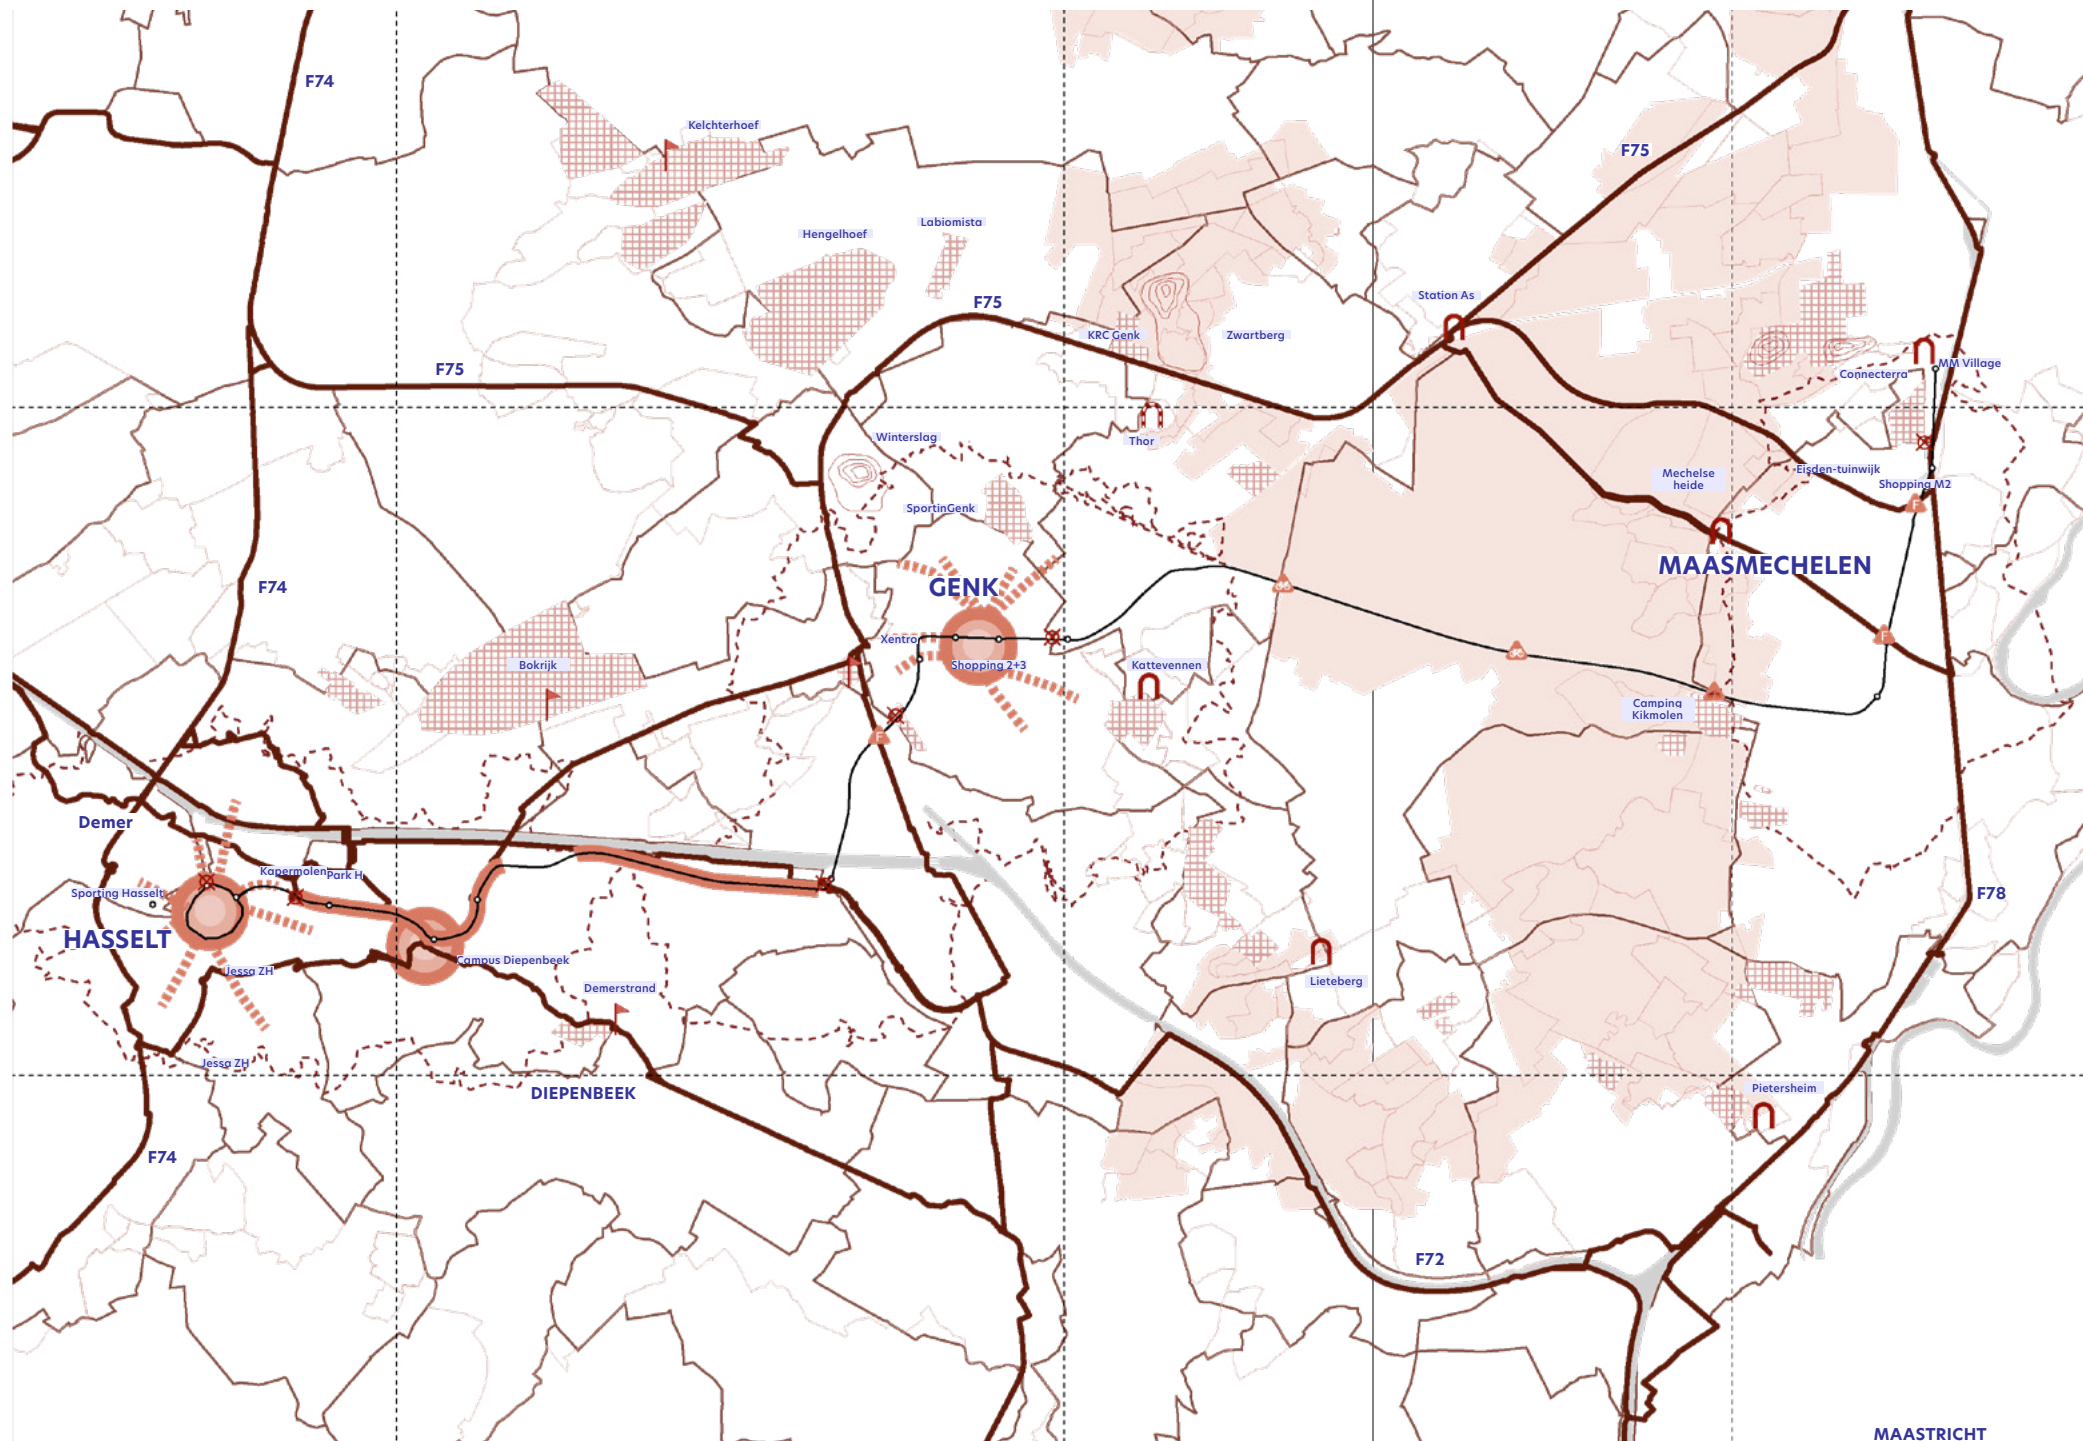 F74
Kelchterhoef
F75
Labiomista
Hengelhoef
Station As
F75
KRC Genk
Zwartberg
MM Village
F75
Connecterra
Winterslag
Thor
Eisden-tuinwijk
Mechelse
heide
Shopping M2
SportinGenk
MAASMECHELEN
F74
GENK
F
Xentro
F
Bokrijk
Shopping 2+3
Kattevennen
Camping
Kikmolen
F
Demer
Kapermolen
Park H
Sporting Hasselt
F78
HASSELT
Campus Diepenbeek
Jessa ZH
Lieteberg
Demerstrand
Jessa ZH
Pietersheim
DIEPENBEEK
F74
F72
MAASTRICHT